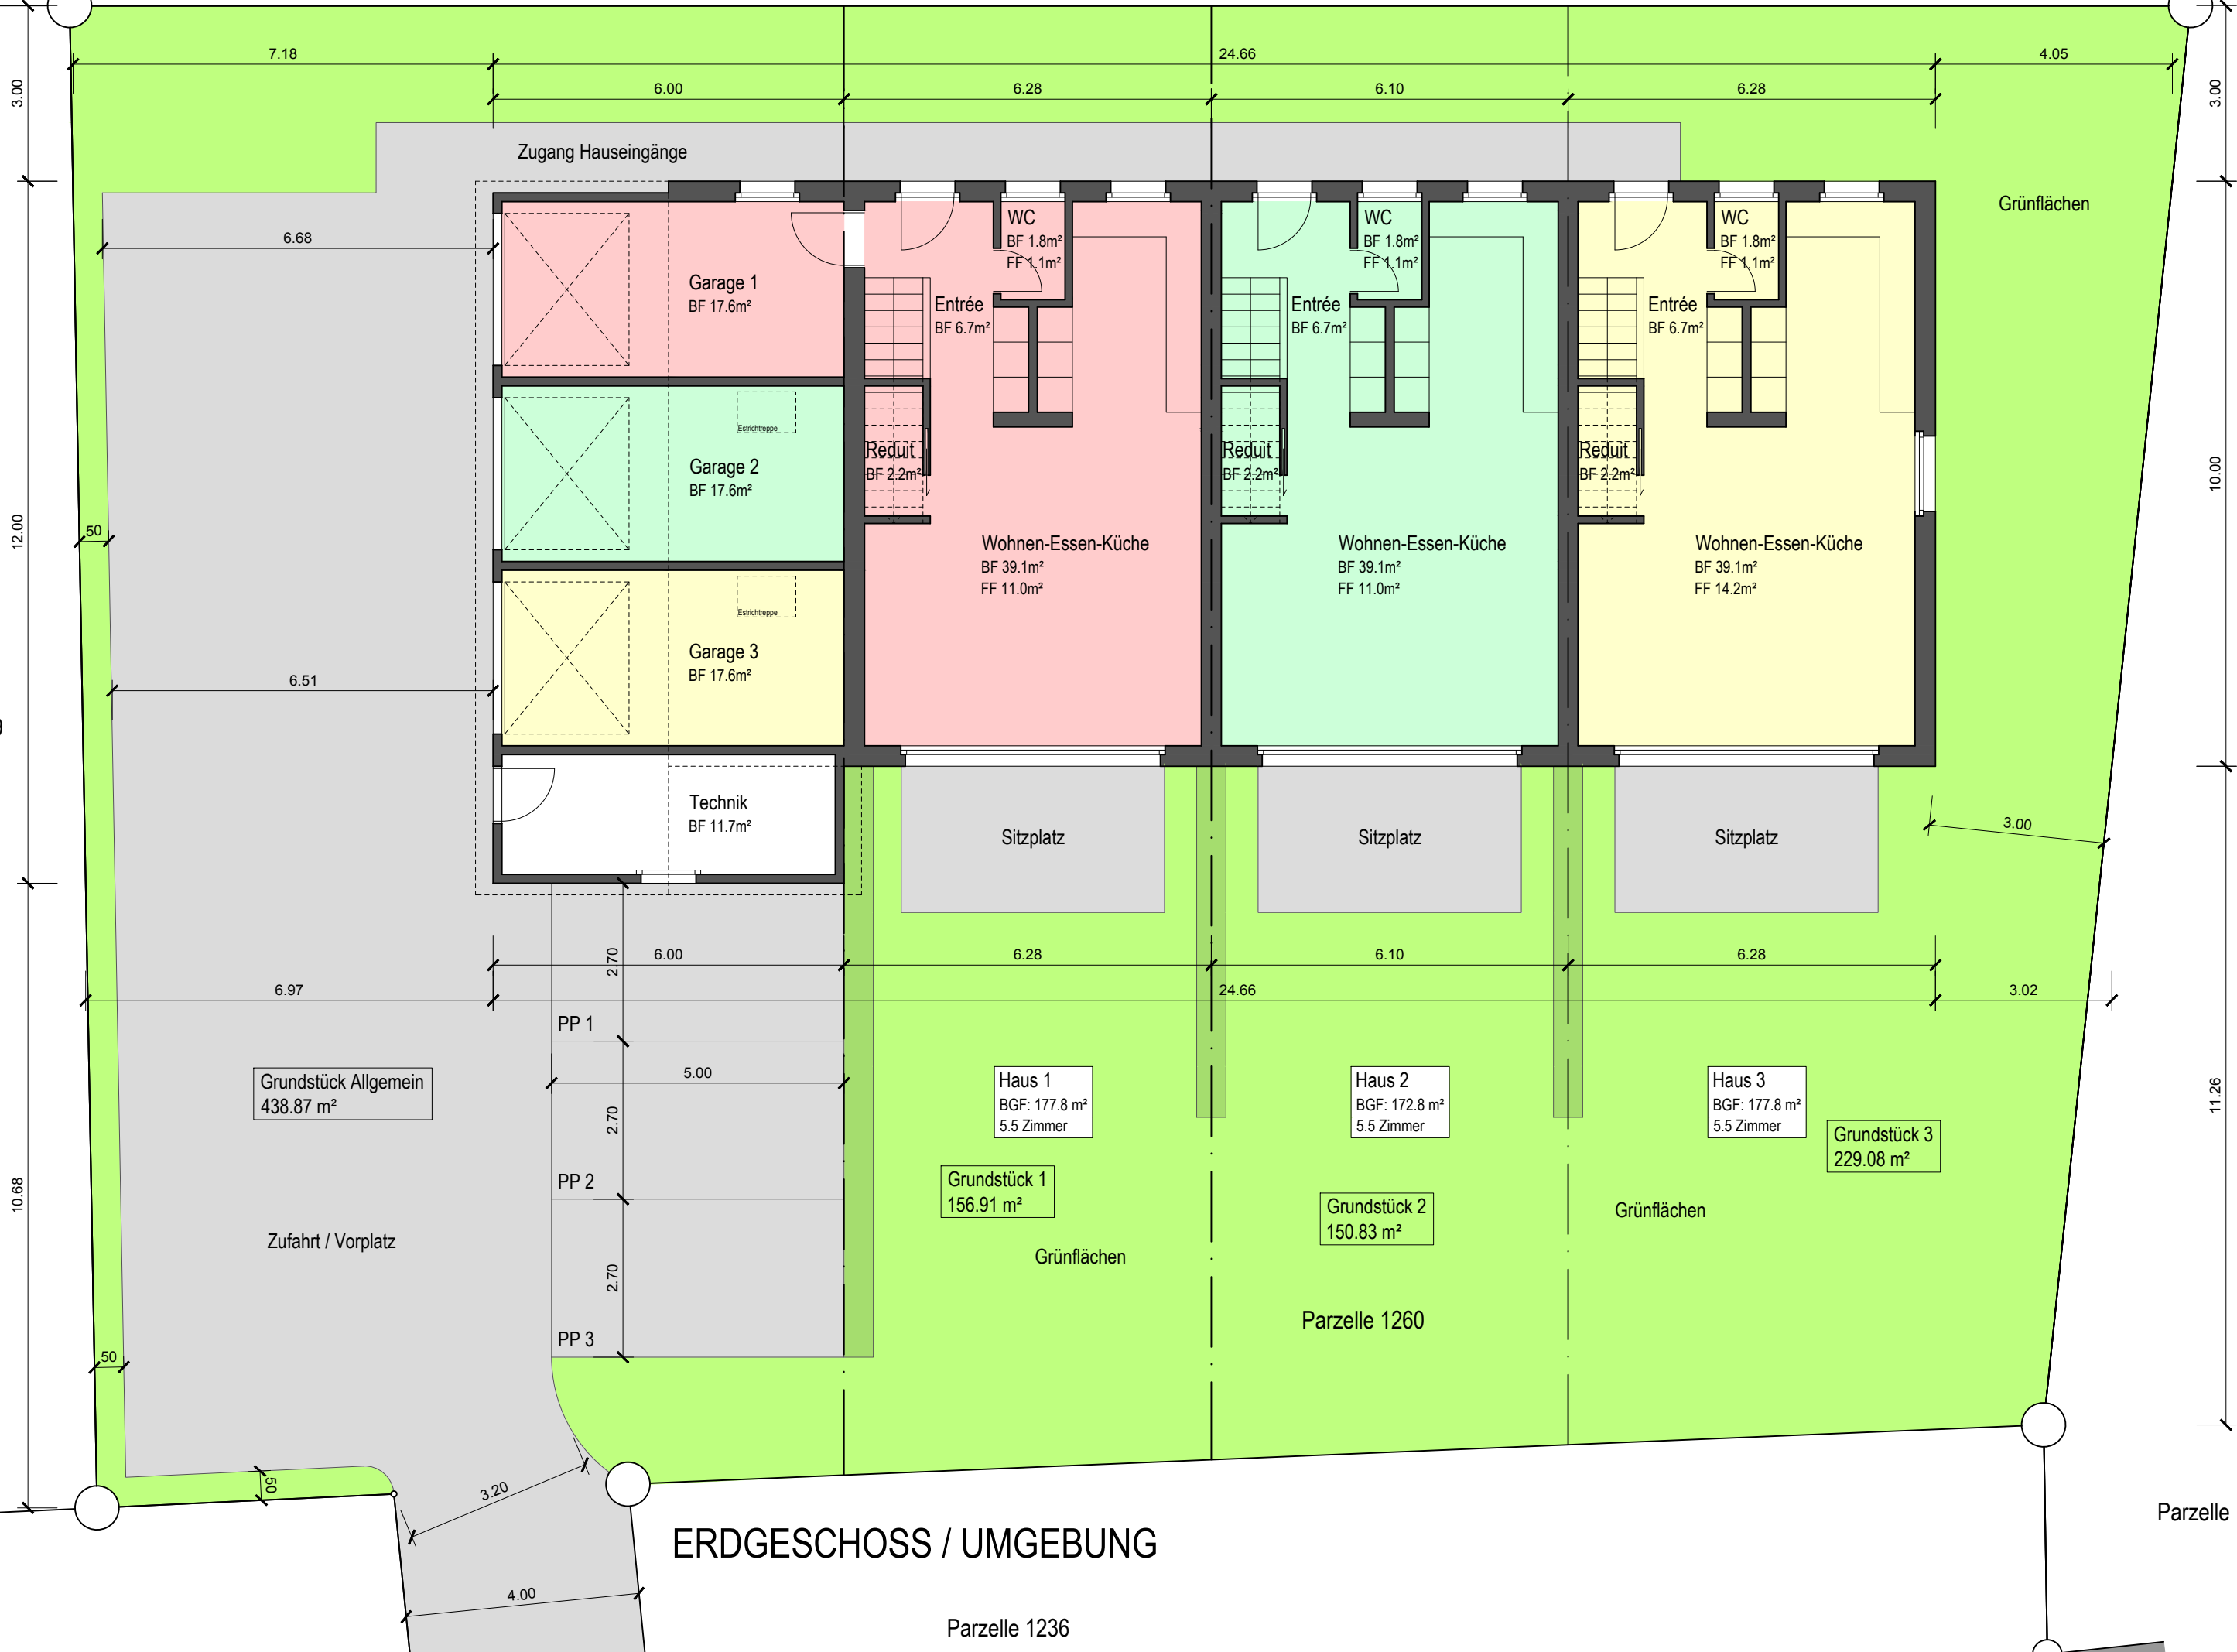 7.18
24.66
4.05
3.00
6.00
6.28
6.10
6.28
3.00
Zugang Hauseingänge
Grünflächen
6.68
Garage 1
BF 17.6m²
WC
BF 1.8m²
FF 1.1m²
Entrée
BF 6.7m²
WC
BF 1.8m²
FF 1.1m²
Entrée
BF 6.7m²
WC
BF 1.8m²
FF 1.1m²
Entrée
BF 6.7m²
Estrichtreppe
Garage 2
BF 17.6m²
Reduit
BF 2.2m²
Reduit
BF 2.2m²
Reduit
BF 2.2m²
10.00
12.00
50
Wohnen-Essen-Küche
BF 39.1m²
FF 11.0m²
Wohnen-Essen-Küche
BF 39.1m²
FF 11.0m²
Wohnen-Essen-Küche
BF 39.1m²
FF 14.2m²
Estrichtreppe
Garage 3
BF 17.6m²
6.51
Technik
BF 11.7m²
Sitzplatz
Sitzplatz
Sitzplatz
3.00
2.70
6.00
6.28
6.10
6.28
6.97
24.66
3.02
PP 1
5.00
Grundstück Allgemein
438.87 m²
2.70
Haus 1
BGF: 177.8 m²
5.5 Zimmer
Haus 2
BGF: 172.8 m²
5.5 Zimmer
Haus 3
BGF: 177.8 m²
5.5 Zimmer
11.26
Grundstück 3
229.08 m²
10.68
PP 2
Grundstück 1
156.91 m²
Grundstück 2
150.83 m²
Grünflächen
Zufahrt / Vorplatz
Grünflächen
2.70
Parzelle 1260
PP 3
50
50
3.20
Parzelle
ERDGESCHOSS / UMGEBUNG
4.00
Parzelle 1236